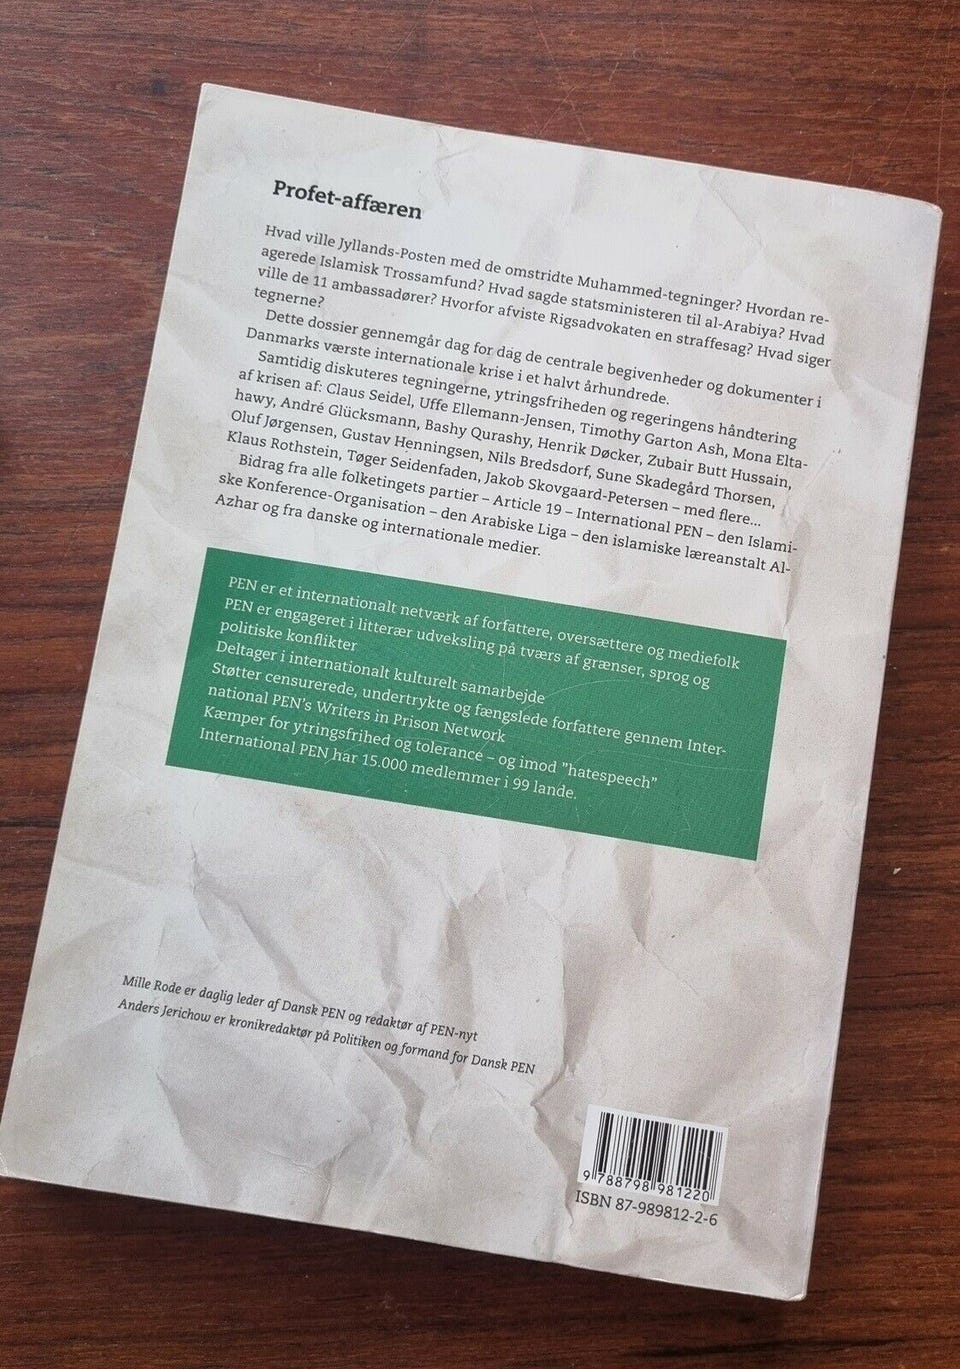 Profet-affæren
Hvad ville Jyllands-Posten med de omstridte Muhammed-tegninger? Hvordan re-
agerede Islamisk Trossamfund? Hvad sagde statsministeren til al-Arabiya? Hvad
ville de 11 ambassadører? Hvorfor afviste Rigsadvokaten en straffesag? Hvad siger
tegnerne?
Dette dossier gennemgår dag for dag de centrale begivenheder og dokumenter i
Danmarks værste internationale krise i et halvt århundrede.
Samtidig diskuteres tegningerne, ytringsfriheden og regeringens håndtering
af krisen af: Claus Seidel, Uffe Ellemann-Jensen, Timothy Garton Ash, Mona Elta-
hawy, André Glücksmann, Bashy Qurashy, Henrik Døcker, Zubair Butt Hussain,
Oluf Jørgensen, Gustav Henningsen, Nils Bredsdorf, Sune Skadegård Thorsen,
Klaus Rothstein, Tøger Seidenfaden, Jakob Skovgaard-Petersen – med flere...
Bidrag fra alle folketingets partier – Article 19 – International PEN – den Islami-
ske Konference-Organisation – den Arabiske Liga – den islamiske læreanstalt Al-
Azhar og fra danske og internationale medier.
PEN er et internationalt netværk af forfattere, oversættere og mediefolk
PEN er engageret i litterær udveksling på tværs af grænser, sprog og
politiske konflikter
Deltager i internationalt kulturelt samarbejde
Støtter censurerede, undertrykte og fængslede forfattere gennem Inter-
national PEN's Writers in Prison Network
Kæmper for ytringsfrihed og tolerance – og imod "hatespeech"
International PEN har 15.000 medlemmer i 99 lande.
Mille Rode er daglig leder af Dansk PEN og redaktør af PEN-nyt
Anders Jerichow er kronikredaktør på Politiken og formand for Dansk PEN
9 788798 981220
ISBN 87-989812-2-6